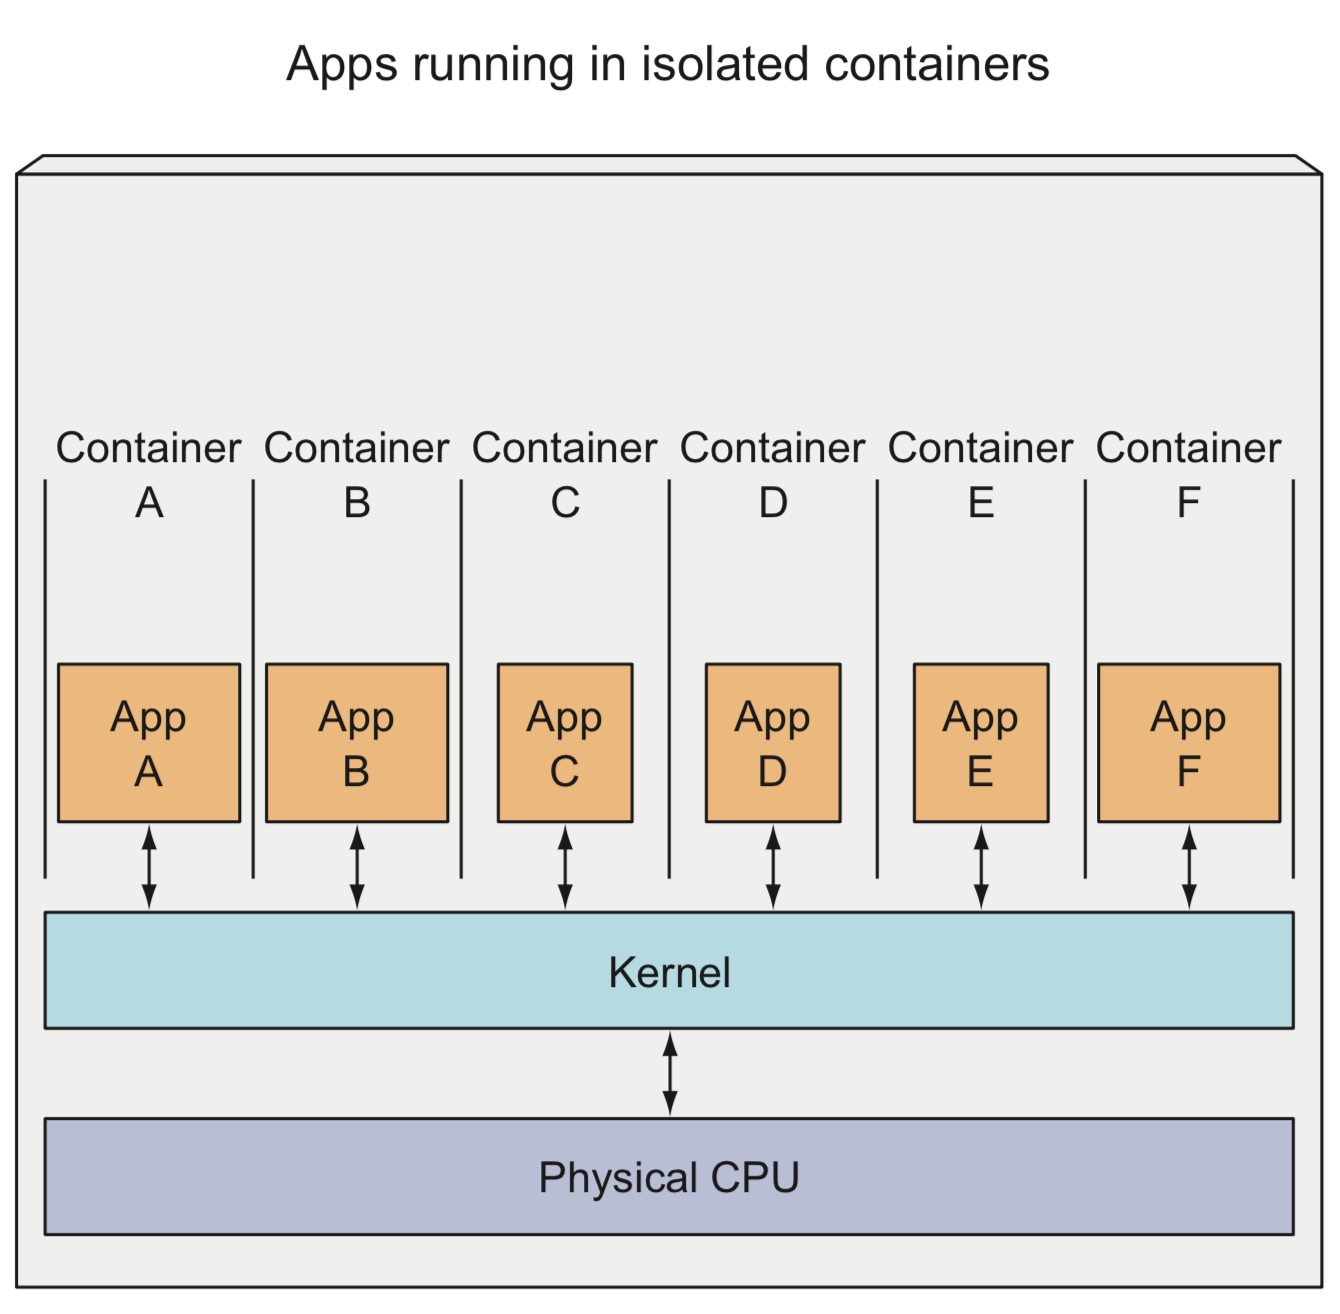 Apps running in isolated containers
Container Container Container Container Container Container
A B C D E F
App App App App App App
A B C D E F
Kernel
Physical CPU